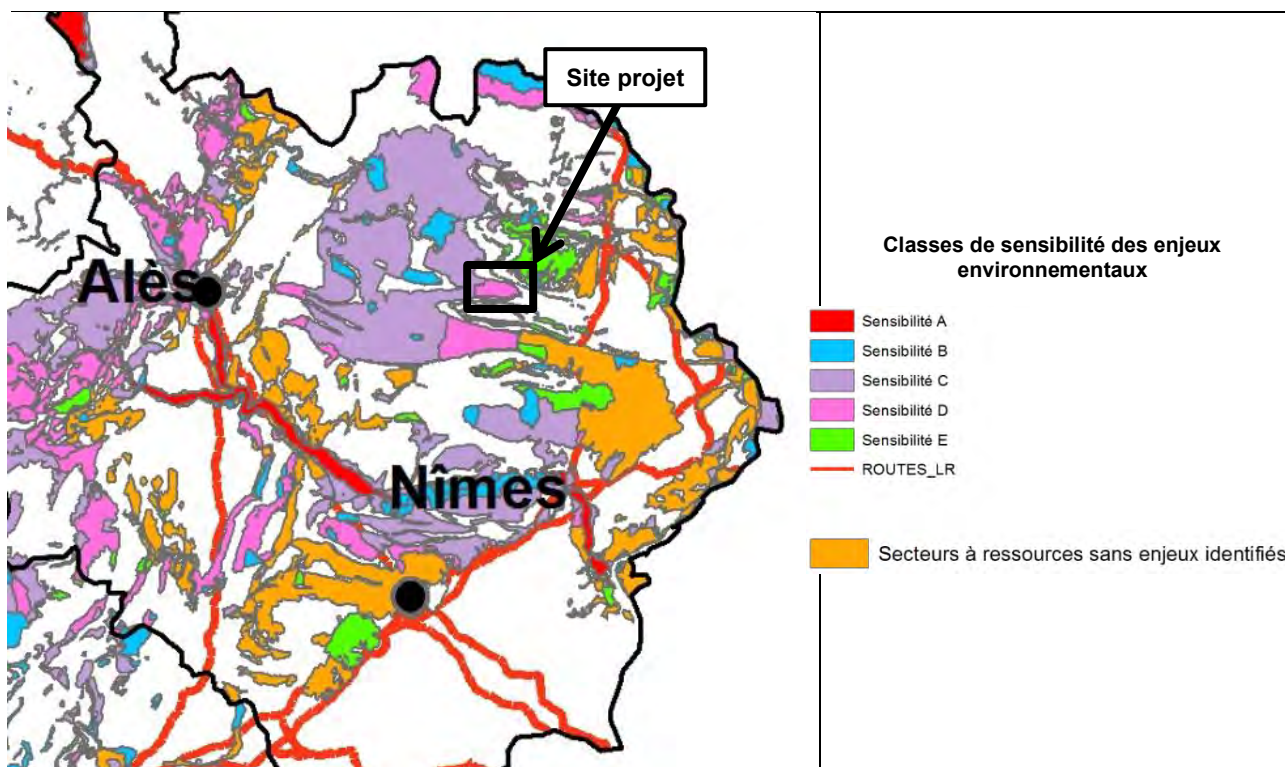 Site projet
Alès
Nîmes
Classes de sensibilité des enjeux
environnementaux
Sensibilité A
Sensibilité B
Sensibilité C
Sensibilité D
Sensibilité E
ROUTES_LR
Secteurs à ressources sans enjeux identifiés